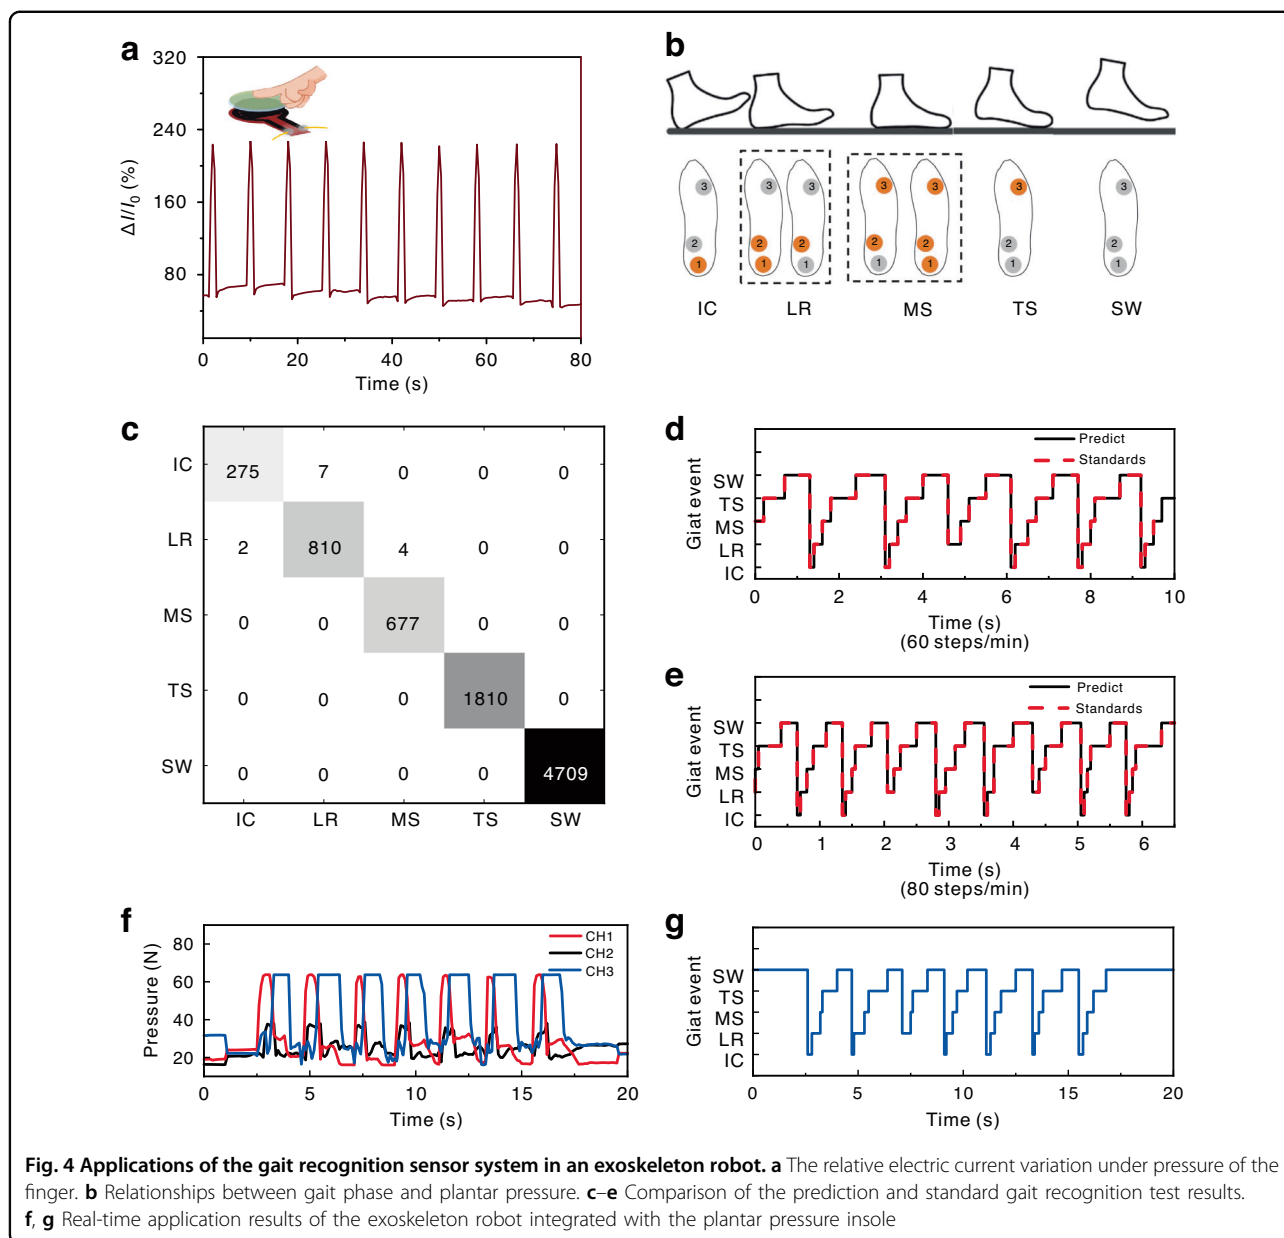 a
320
240
160
80
ΔI/I0 (%)
0 20 40 60 80
Time (s)
b
3 3 3 3 3 3 3
2 2 2 2 2 2 2
1 1 1 1 1 1 1
IC LR MS TS SW
c
IC 275 7 0 0 0
LR 2 810 4 0 0
MS 0 0 677 0 0
TS 0 0 0 1810 0
SW 0 0 0 0 4709
IC LR MS TS SW
d
Predict
Standards
Giat event
SW
TS
MS
LR
IC
0 2 4 6 8 10
Time (s)
(60 steps/min)
e
Predict
Standards
Giat event
SW
TS
MS
LR
IC
0 1 2 3 4 5 6
Time (s)
(80 steps/min)
f
CH1
CH2
CH3
Pressure (N)
80
60
40
20
0 5 10 15 20
Time (s)
g
Giat event
SW
TS
MS
LR
IC
0 5 10 15 20
Time (s)
Fig. 4 Applications of the gait recognition sensor system in an exoskeleton robot. a The relative electric current variation under pressure of the
finger. b Relationships between gait phase and plantar pressure. c–e Comparison of the prediction and standard gait recognition test results.
f, g Real-time application results of the exoskeleton robot integrated with the plantar pressure insole